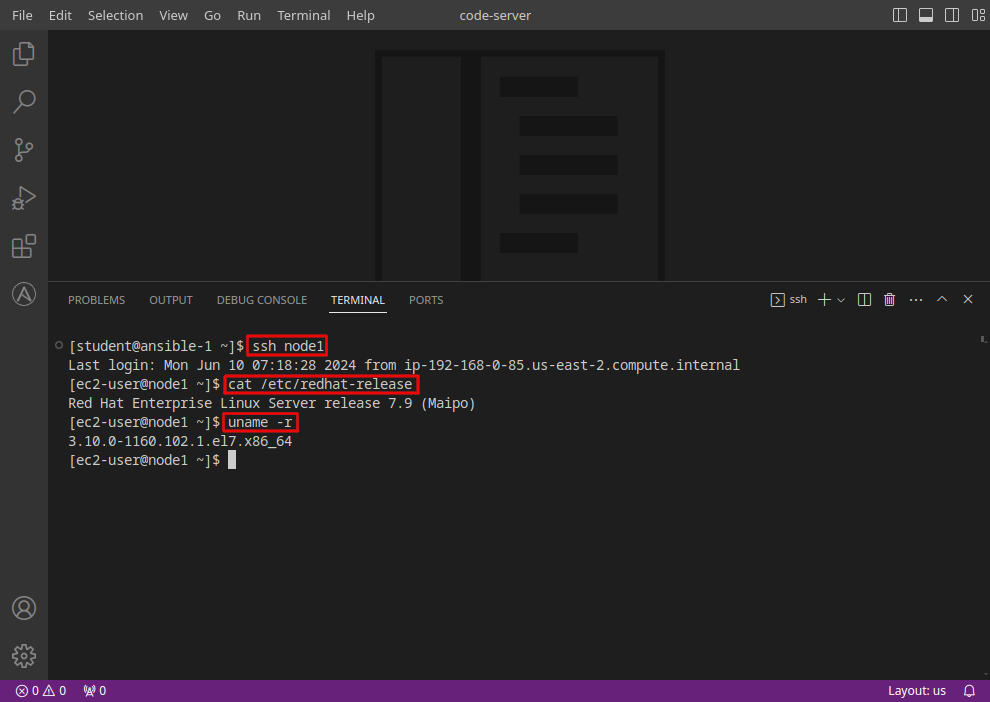 File Edit Selection View Go Run Terminal Help code-server
PROBLEMS OUTPUT DEBUG CONSOLE TERMINAL PORTS ssh
[student@ansible-1 ~]$ ssh node1
Last login: Mon Jun 10 07:18:28 2024 from ip-192-168-0-85.us-east-2.compute.internal
[ec2-user@node1 ~]$ cat /etc/redhat-release
Red Hat Enterprise Linux Server release 7.9 (Maipo)
[ec2-user@node1 ~]$ uname -r
3.10.0-1160.102.1.el7.x86_64
[ec2-user@node1 ~]$
0 0 0 Layout: us